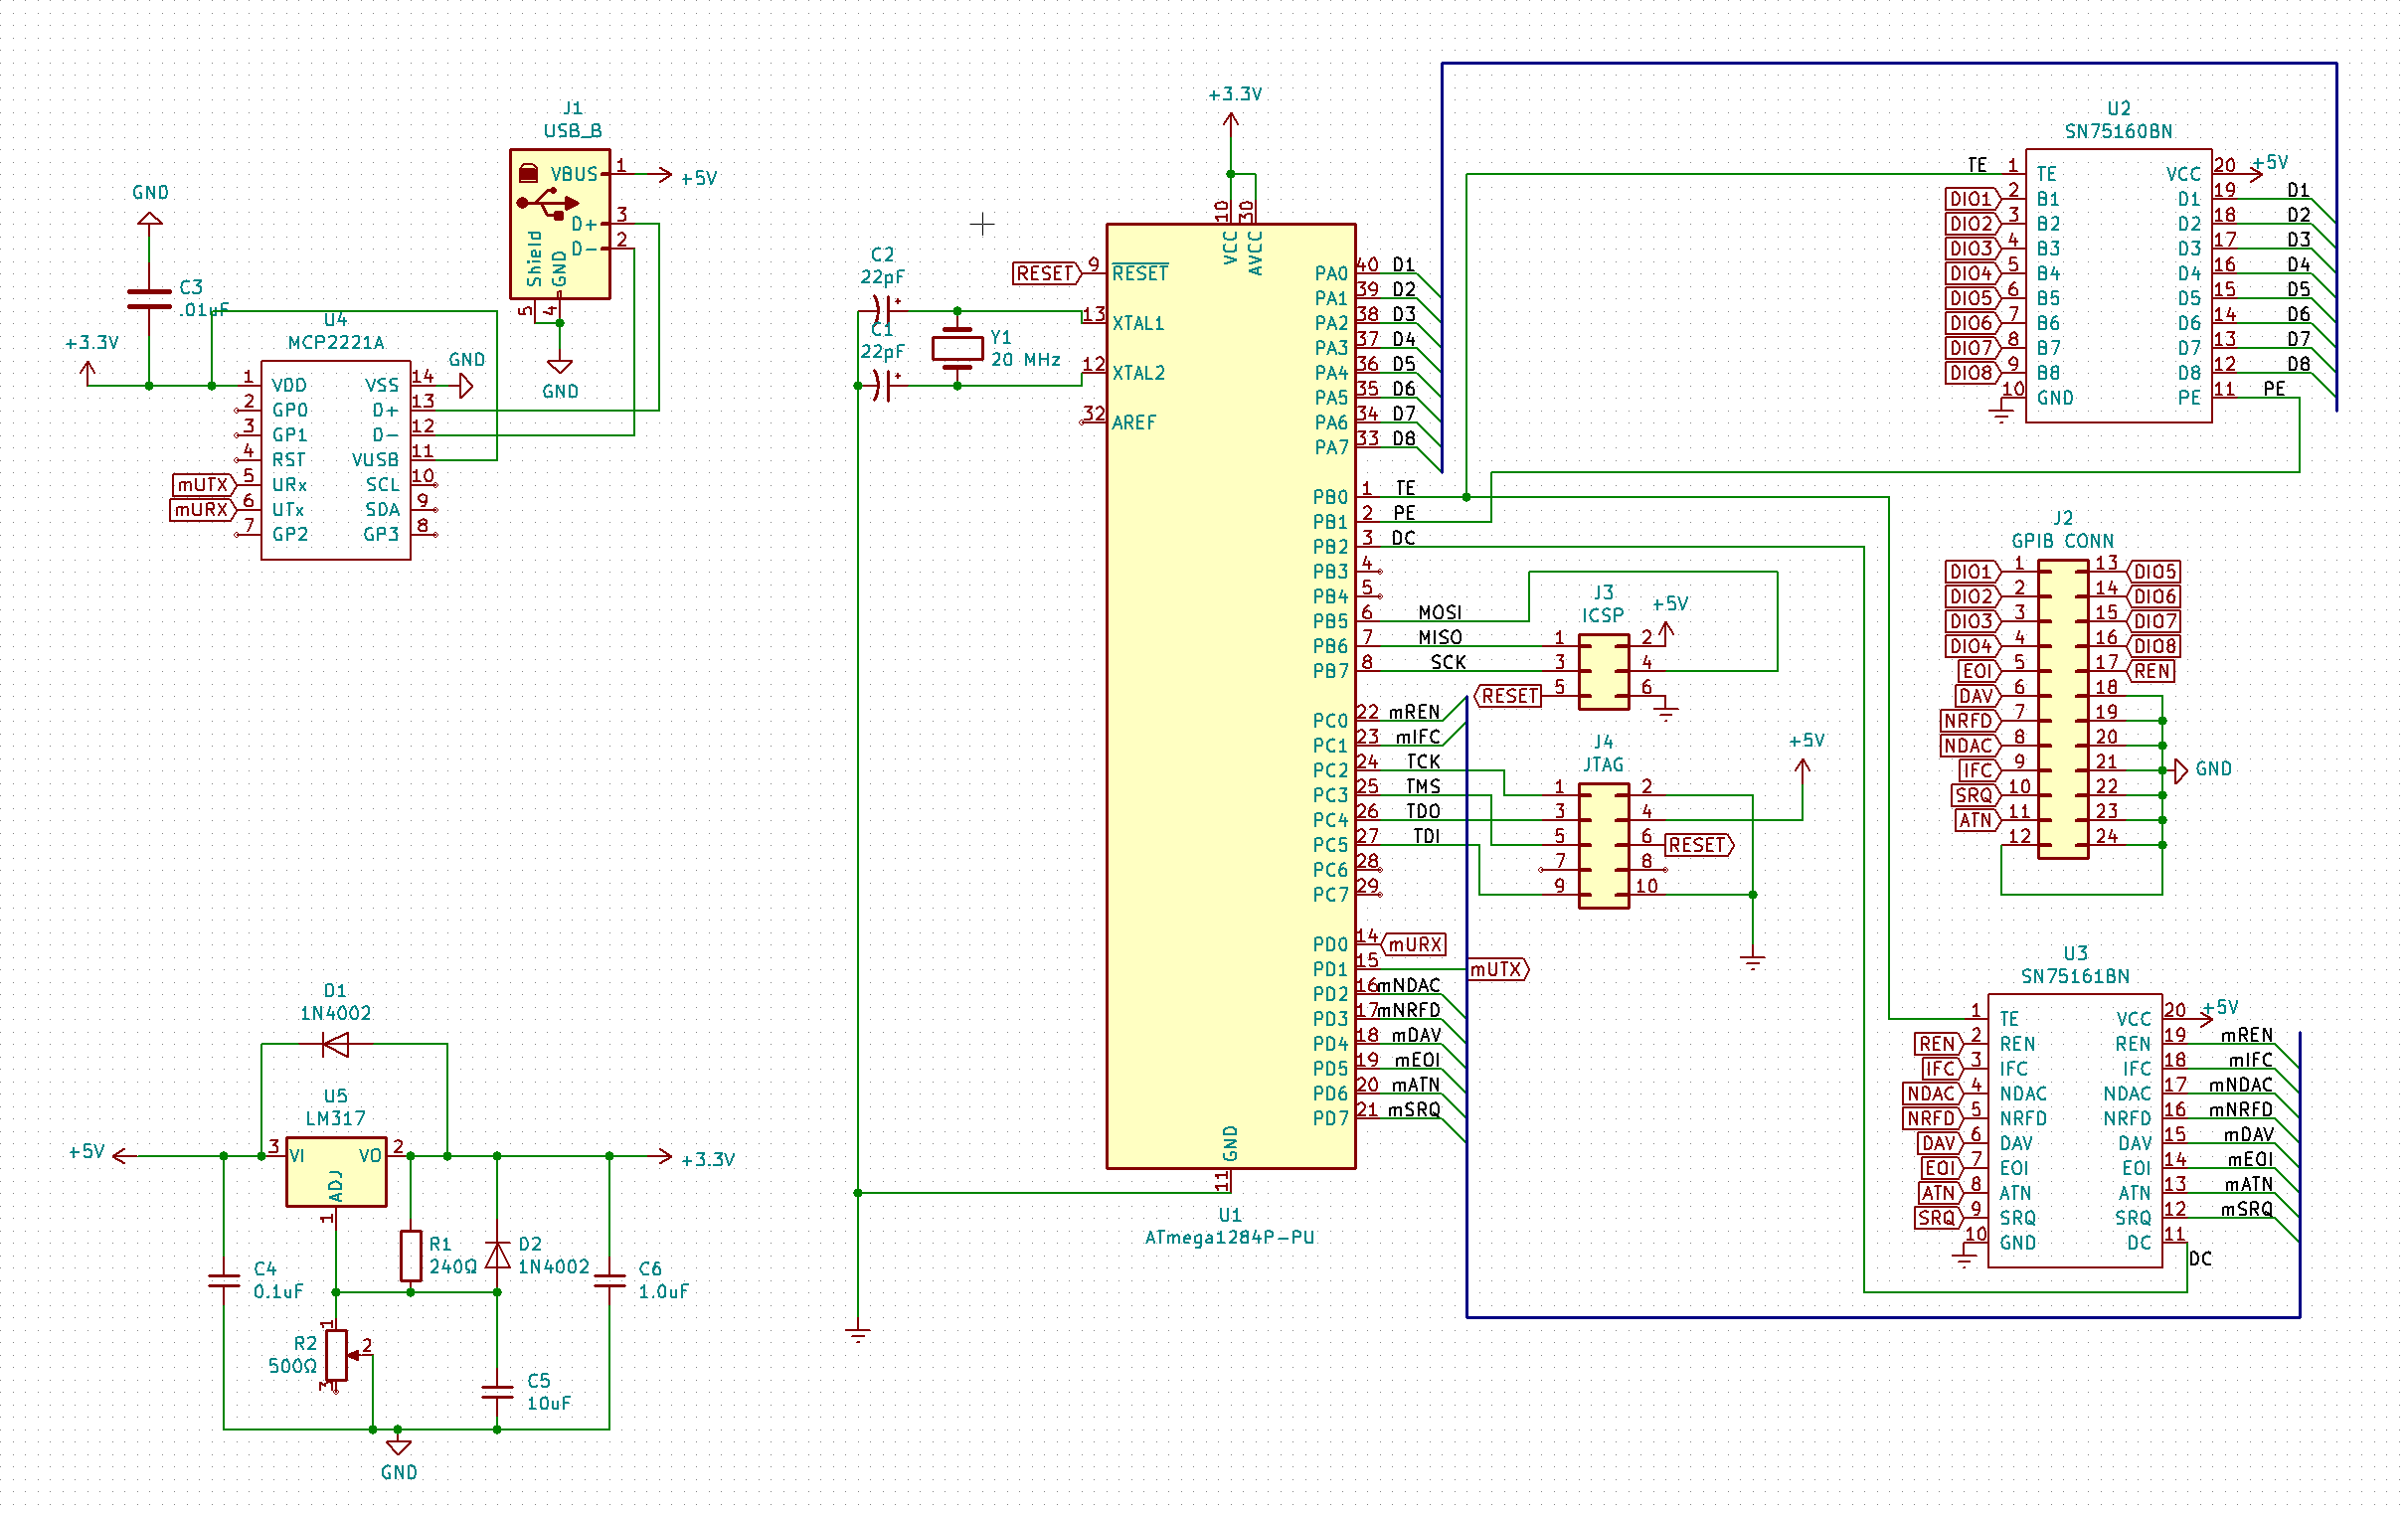 J1
USB_B
VBUS 1 +5V
D+ 3
D- 2
Shield
GND
5
4
GND
GND
C3
.01uF
+3.3V
U4
MCP2221A
GND
1 VDD VSS 14
2 GP0 D+ 13
3 GP1 D- 12
4 RST VUSB 11
mUTX 5 URx SCL 10
mURX 6 UTx SDA 9
7 GP2 GP3 8
D1
1N4002
U5
LM317
+5V 3 VI VO 2 +3.3V
ADJ
1
R1
240Ω
D2
1N4002
C4
0.1uF
C6
1.0uF
R2
500Ω
1
2
3
C5
10uF
GND
+3.3V
10
30
VCC
AVCC
C2
22pF
C1
22pF
Y1
20 MHz
RESET 9 RESET
13 XTAL1
12 XTAL2
32 AREF
PA0 40 D1
PA1 39 D2
PA2 38 D3
PA3 37 D4
PA4 36 D5
PA5 35 D6
PA6 34 D7
PA7 33 D8
PB0 1 TE
PB1 2 PE
PB2 3 DC
PB3 4
PB4 5
PB5 6 MOSI
PB6 7 MISO
PB7 8 SCK
PC0 22 mREN
PC1 23 mIFC
PC2 24 TCK
PC3 25 TMS
PC4 26 TDO
PC5 27 TDI
PC6 28
PC7 29
PD0 14 mURX
PD1 15 mUTX
PD2 16 mNDAC
PD3 17 mNRFD
PD4 18 mDAV
PD5 19 mEOI
PD6 20 mATN
PD7 21 mSRQ
GND
11
U1
ATmega1284P-PU
J3
ICSP
+5V
1 2
3 4
RESET 5 6
J4
JTAG
+5V
1 2
3 4
5 6 RESET
7 8
9 10
U2
SN75160BN
TE 1 TE VCC 20 +5V
DIO1 2 B1 D1 19 D1
DIO2 3 B2 D2 18 D2
DIO3 4 B3 D3 17 D3
DIO4 5 B4 D4 16 D4
DIO5 6 B5 D5 15 D5
DIO6 7 B6 D6 14 D6
DIO7 8 B7 D7 13 D7
DIO8 9 B8 D8 12 D8
10 GND PE 11 PE
J2
GPIB CONN
DIO1 1 13 DIO5
DIO2 2 14 DIO6
DIO3 3 15 DIO7
DIO4 4 16 DIO8
EOI 5 17 REN
DAV 6 18
NRFD 7 19
NDAC 8 20
IFC 9 21 GND
SRQ 10 22
ATN 11 23
12 24
U3
SN75161BN
1 TE VCC 20 +5V
REN 2 REN REN 19 mREN
IFC 3 IFC IFC 18 mIFC
NDAC 4 NDAC NDAC 17 mNDAC
NRFD 5 NRFD NRFD 16 mNRFD
DAV 6 DAV DAV 15 mDAV
EOI 7 EOI EOI 14 mEOI
ATN 8 ATN ATN 13 mATN
SRQ 9 SRQ SRQ 12 mSRQ
10 GND DC 11 DC